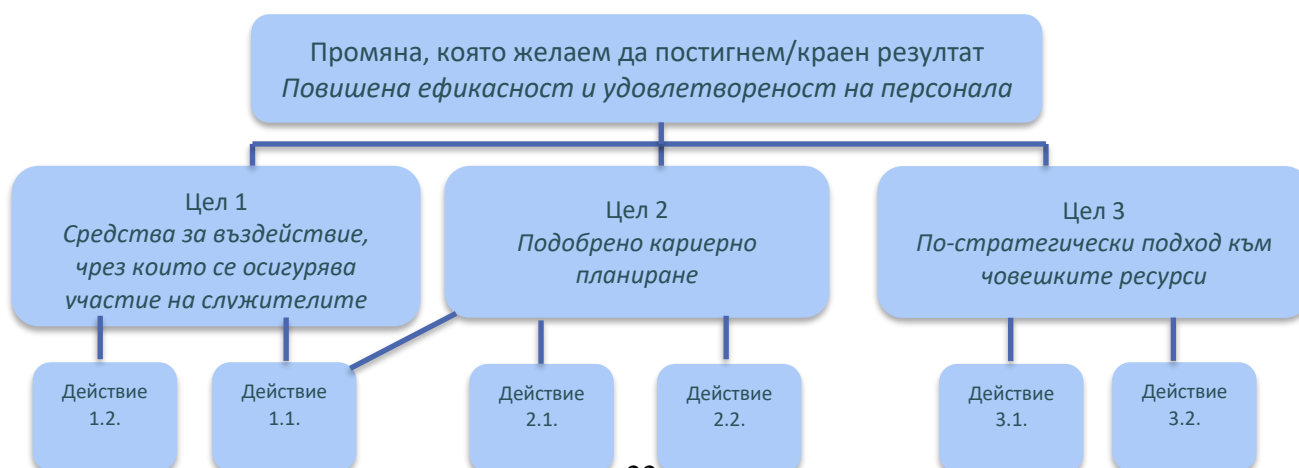 Промяна, която желаем да постигнем/краен резултат
Повишена ефикасност и удовлетвореност на персонала
Цел 1
Средства за въздействие,
чрез които се осигурява
участие на служителите
Цел 2
Подобрено кариерно
планиране
Цел 3
По-стратегически подход към
човешките ресурси
Действие
1.2.
Действие
1.1.
Действие
2.1.
Действие
2.2.
Действие
3.1.
Действие
3.2.